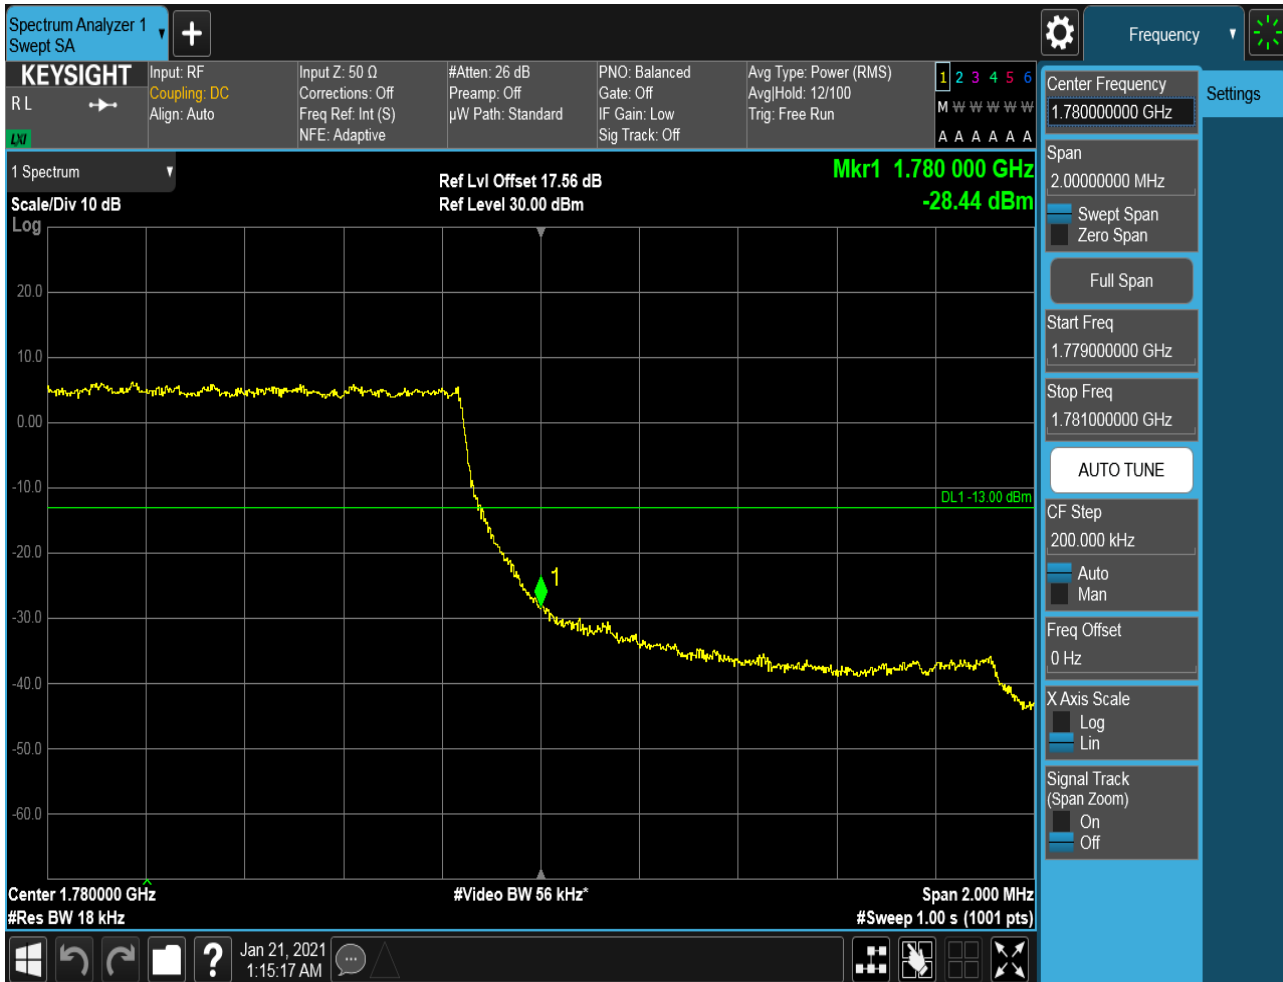 Spectrum Analyzer 1
Swept SA
+
Frequency
KEYSIGHT
R L
LXI
Input: RF
Coupling: DC
Align: Auto
Input Z: 50 Ω
Corrections: Off
Freq Ref: Int (S)
NFE: Adaptive
#Atten: 26 dB
Preamp: Off
µW Path: Standard
PNO: Balanced
Gate: Off
IF Gain: Low
Sig Track: Off
Avg Type: Power (RMS)
Avg|Hold: 12/100
Trig: Free Run
1 2 3 4 5 6
M W W W W W
A A A A A A
1 Spectrum
Scale/Div 10 dB
Log
Ref Lvl Offset 17.56 dB
Ref Level 30.00 dBm
Mkr1 1.780 000 GHz
-28.44 dBm
20.0
10.0
0.00
-10.0
DL1 -13.00 dBm
-20.0
1
-30.0
-40.0
-50.0
-60.0
Center 1.780000 GHz
#Video BW 56 kHz*
Span 2.000 MHz
#Res BW 18 kHz
#Sweep 1.00 s (1001 pts)
?
Jan 21, 2021
1:15:17 AM
Center Frequency
1.780000000 GHz
Settings
Span
2.00000000 MHz
Swept Span
Zero Span
Full Span
Start Freq
1.779000000 GHz
Stop Freq
1.781000000 GHz
AUTO TUNE
CF Step
200.000 kHz
Auto
Man
Freq Offset
0 Hz
X Axis Scale
Log
Lin
Signal Track
(Span Zoom)
On
Off